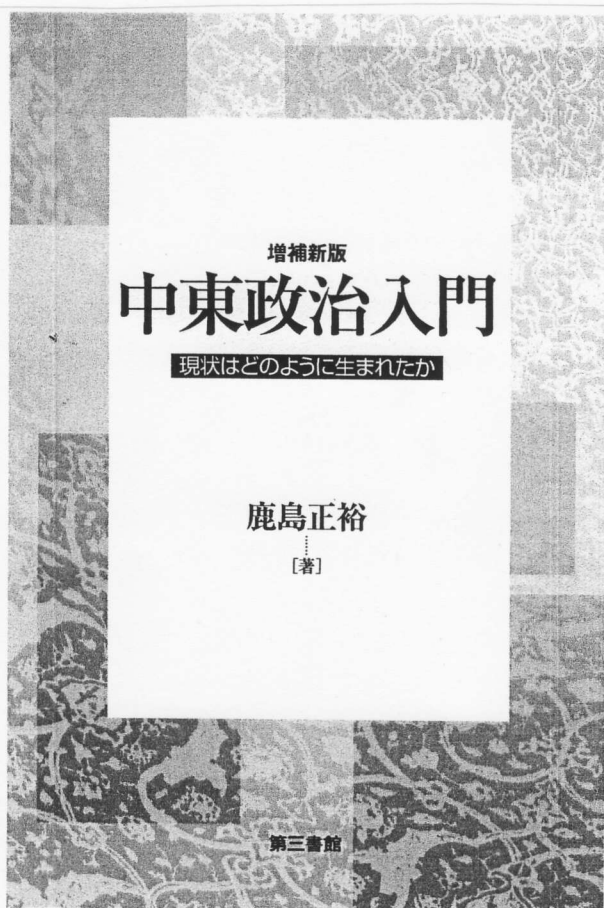 増補新版
中東政治入門
現状はどのように生まれたか
鹿島正裕
[著]
第三書館